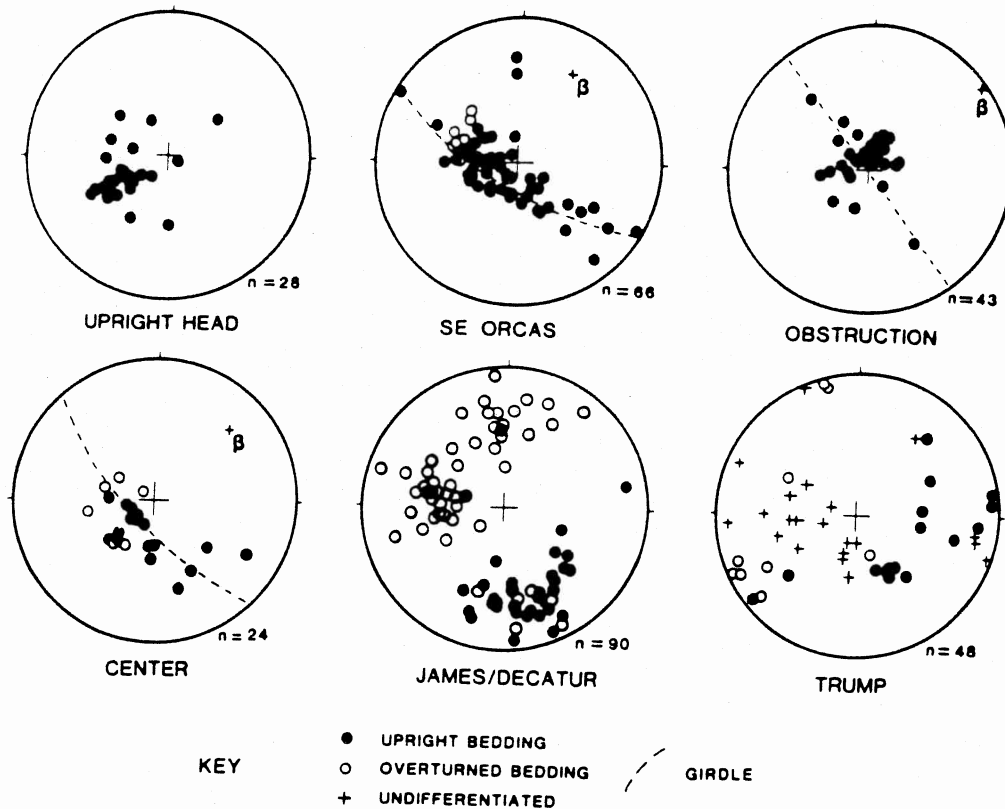 β
β
n=28
n=66
n=43
UPRIGHT HEAD
SE ORCAS
OBSTRUCTION
β
n=24
n=90
n=48
CENTER
JAMES/DECATUR
TRUMP
KEY
UPRIGHT BEDDING
OVERTURNED BEDDING
UNDIFFERENTIATED
GIRDLE